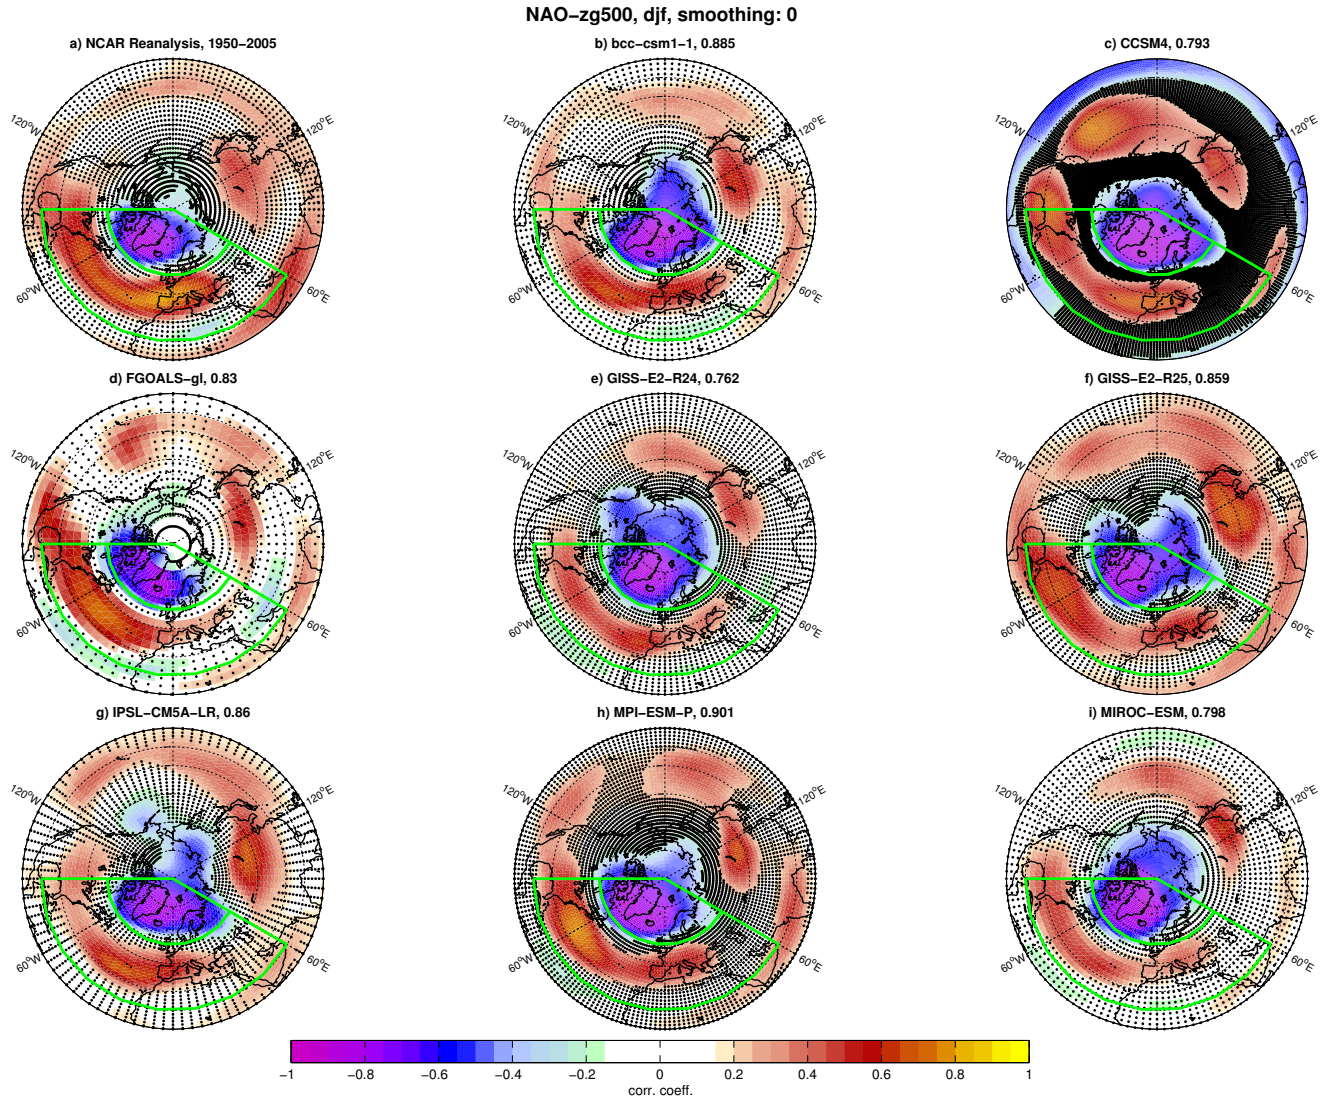 NAO−zg500, djf, smoothing: 0
a) NCAR Reanalysis, 1950−2005
b) bcc−csm1−1, 0.885
c) CCSM4, 0.793
120°W
120°E
60°W
60°E
120°W
120°E
60°W
60°E
120°W
120°E
60°W
60°E
d) FGOALS−gl, 0.83
e) GISS−E2−R24, 0.762
f) GISS−E2−R25, 0.859
120°W
120°E
60°W
60°E
120°W
120°E
60°W
60°E
120°W
120°E
60°W
60°E
g) IPSL−CM5A−LR, 0.86
h) MPI−ESM−P, 0.901
i) MIROC−ESM, 0.798
120°W
120°E
60°W
60°E
120°W
120°E
60°W
60°E
120°W
120°E
60°W
60°E
−1 −0.8 −0.6 −0.4 −0.2 0 0.2 0.4 0.6 0.8 1
corr. coeff.